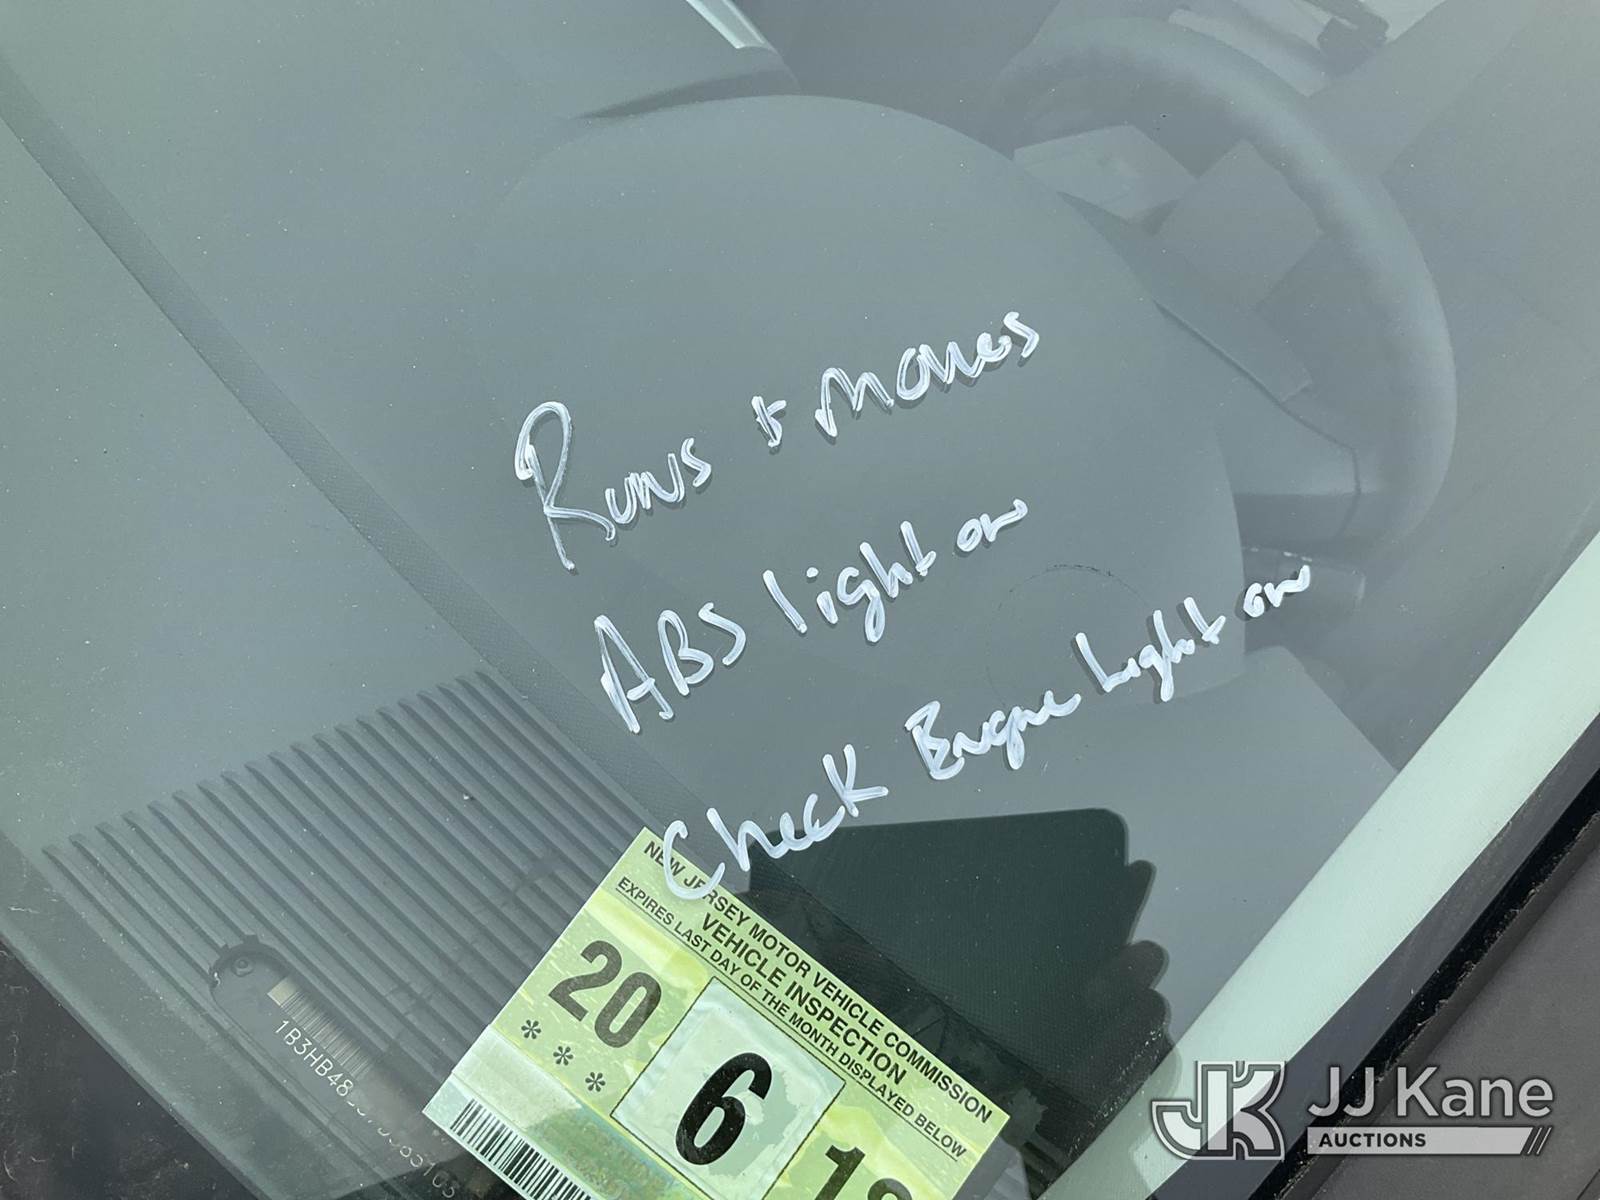 Runs + moves
ABS light on
Check Engine Light on
NEW JERSEY MOTOR VEHICLE COMMISSION
VEHICLE INSPECTION
EXPIRES LAST DAY OF THE MONTH DISPLAYED BELOW
20
***
6
JJ Kane
AUCTIONS